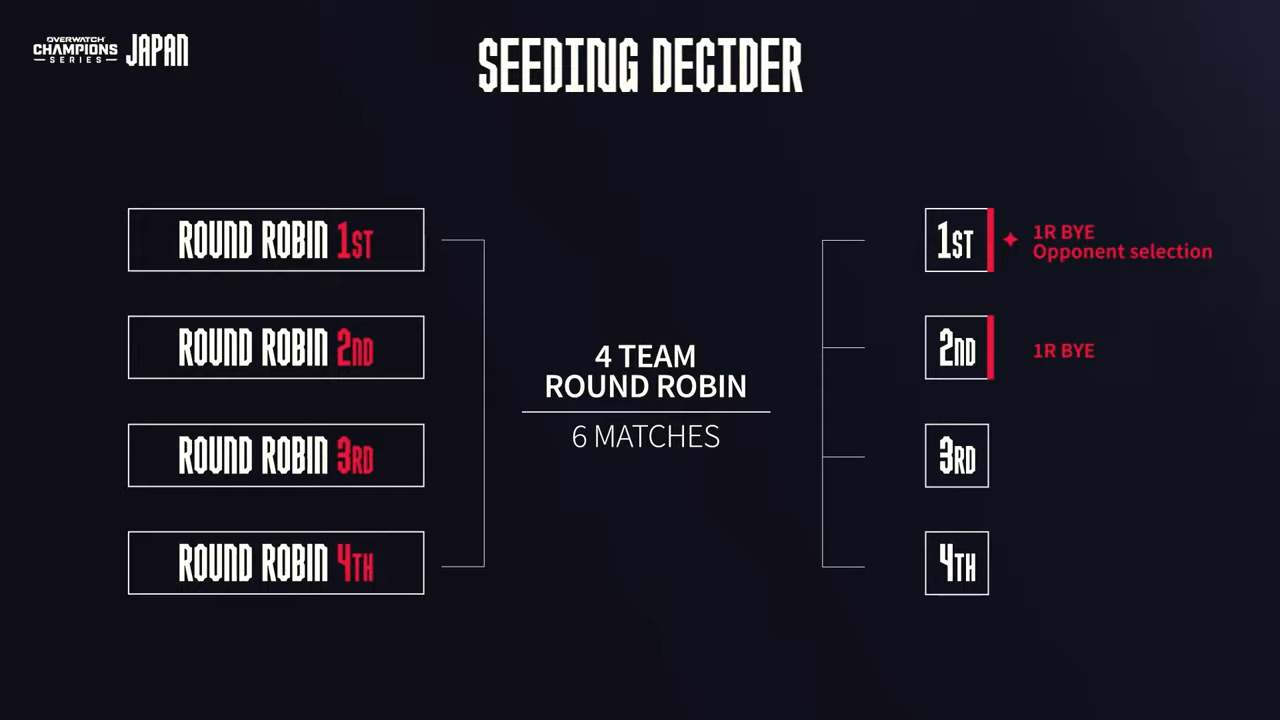 OVERWATCH
CHAMPIONS
SERIES
JAPAN
SEEDING DECIDER
ROUND ROBIN 1ST
ROUND ROBIN 2ND
ROUND ROBIN 3RD
ROUND ROBIN 4TH
4 TEAM
ROUND ROBIN
6 MATCHES
1ST
1R BYE
Opponent selection
2ND
1R BYE
3RD
4TH